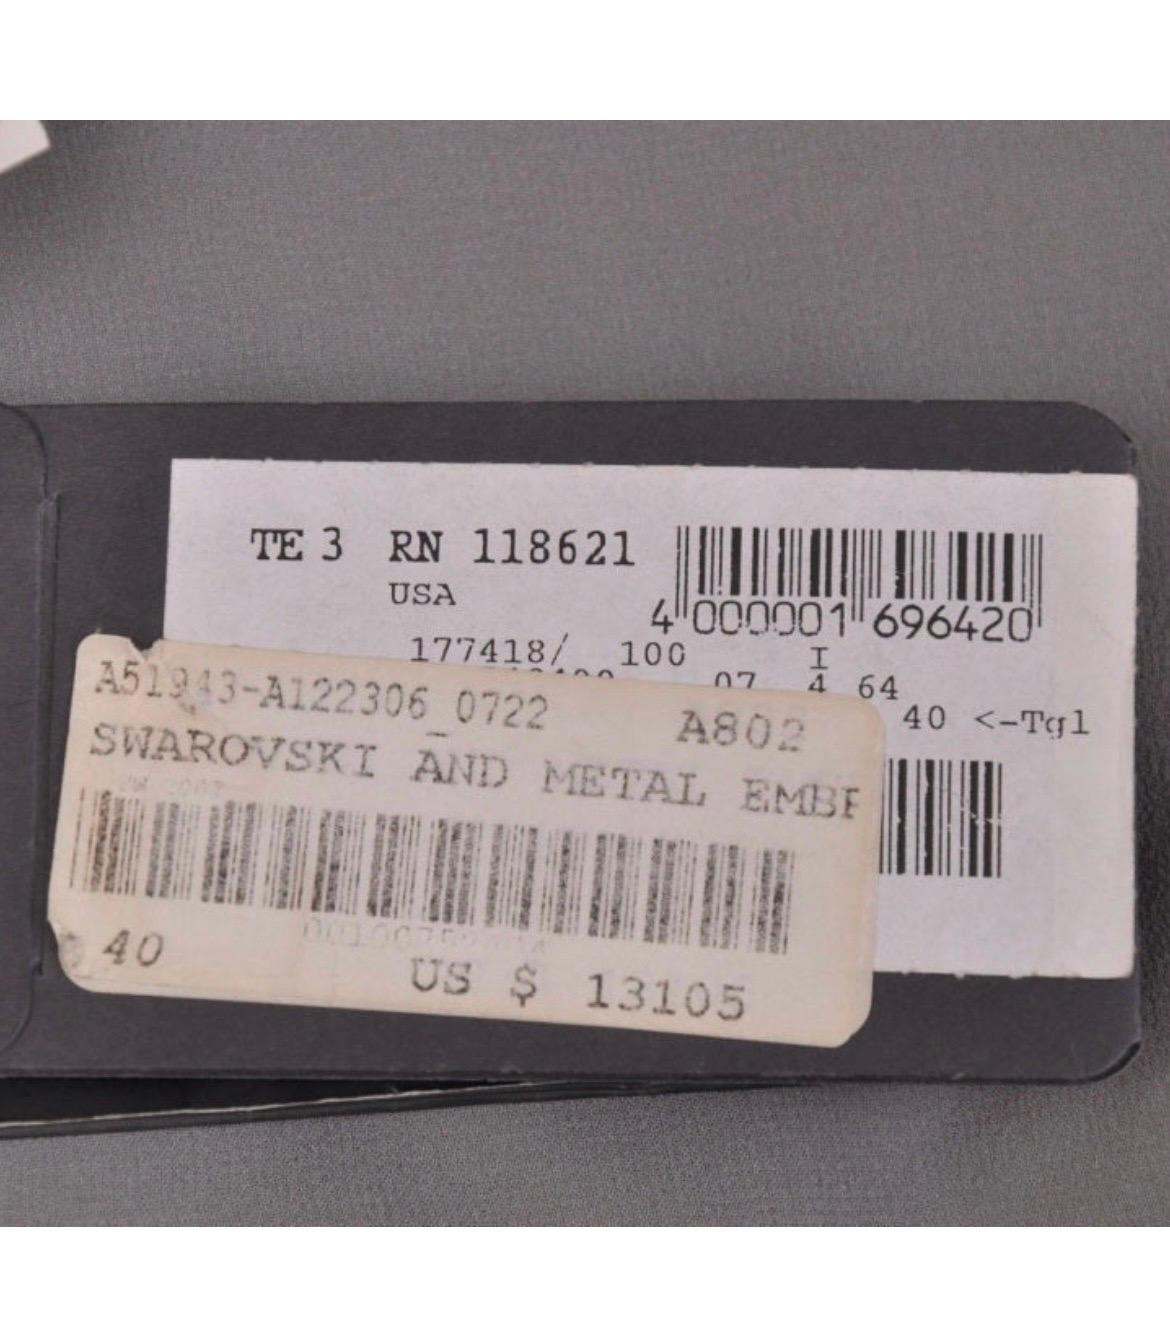 TE 3 RN 118621
USA
4 000001 696420
177418/ 100 I
07 4 64
40 <-Tgl
A51943-A122306_0722 A802
SWAROVSKI AND METAL EMBR
40
US $ 13105